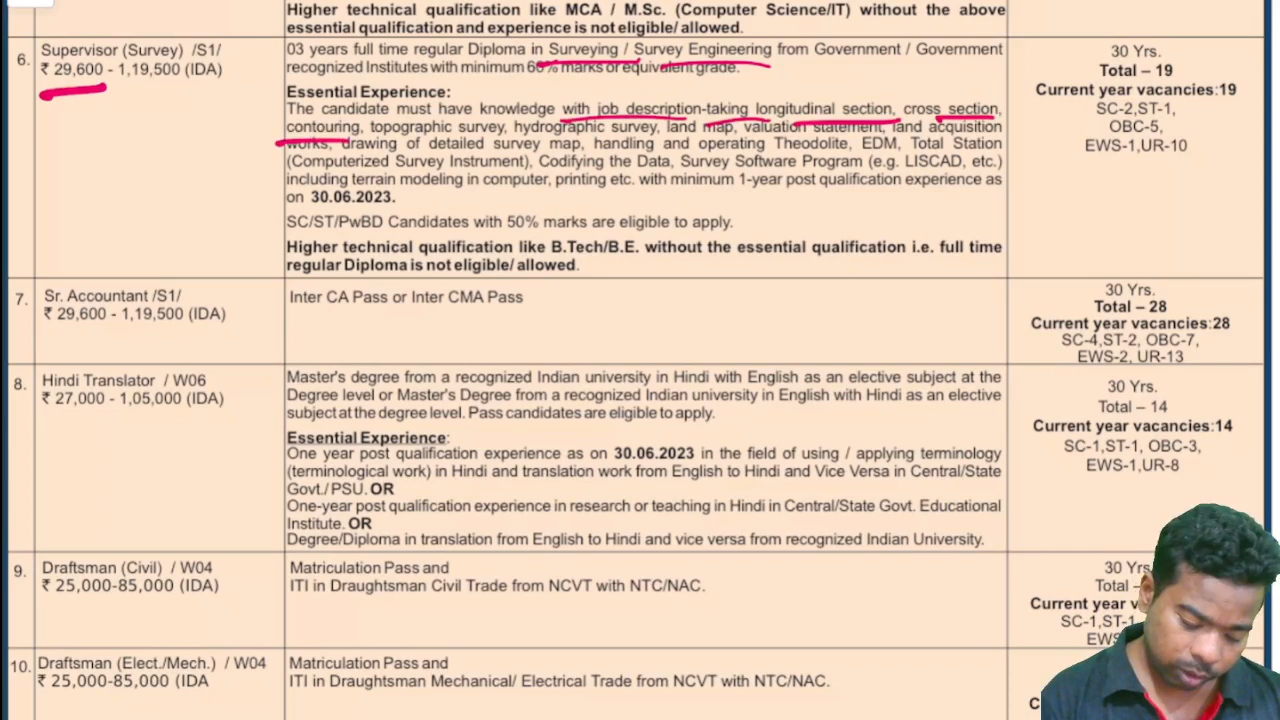 Higher technical qualification like MCA / M.Sc. (Computer Science/IT) without the above
essential qualification and experience is not eligible/ allowed.
6.
Supervisor (Survey) /S1/
₹ 29,600 - 1,19,500 (IDA)
03 years full time regular Diploma in Surveying / Survey Engineering from Government / Government
recognized Institutes with minimum 60% marks or equivalent grade.
Essential Experience:
The candidate must have knowledge with job description-taking longitudinal section, cross section,
contouring, topographic survey, hydrographic survey, land map, valuation statement, land acquisition
works, drawing of detailed survey map, handling and operating Theodolite, EDM, Total Station
(Computerized Survey Instrument), Codifying the Data, Survey Software Program (e.g. LISCAD, etc.)
including terrain modeling in computer, printing etc. with minimum 1-year post qualification experience as
on 30.06.2023.
SC/ST/PwBD Candidates with 50% marks are eligible to apply.
Higher technical qualification like B.Tech/B.E. without the essential qualification i.e. full time
regular Diploma is not eligible/ allowed.
30 Yrs.
Total – 19
Current year vacancies:19
SC-2,ST-1,
OBC-5,
EWS-1,UR-10
7.
Sr. Accountant /S1/
₹ 29,600 - 1,19,500 (IDA)
Inter CA Pass or Inter CMA Pass
30 Yrs.
Total – 28
Current year vacancies:28
SC-4,ST-2, OBC-7,
EWS-2, UR-13
8.
Hindi Translator / W06
₹ 27,000 - 1,05,000 (IDA)
Master's degree from a recognized Indian university in Hindi with English as an elective subject at the
Degree level or Master's Degree from a recognized Indian university in English with Hindi as an elective
subject at the degree level. Pass candidates are eligible to apply.
Essential Experience:
One year post qualification experience as on 30.06.2023 in the field of using / applying terminology
(terminological work) in Hindi and translation work from English to Hindi and Vice Versa in Central/State
Govt./ PSU. OR
One-year post qualification experience in research or teaching in Hindi in Central/State Govt. Educational
Institute. OR
Degree/Diploma in translation from English to Hindi and vice versa from recognized Indian University.
30 Yrs.
Total – 14
Current year vacancies:14
SC-1,ST-1, OBC-3,
EWS-1,UR-8
9.
Draftsman (Civil) / W04
₹ 25,000-85,000 (IDA)
Matriculation Pass and
ITI in Draughtsman Civil Trade from NCVT with NTC/NAC.
30 Yrs
Total –
Current year v
SC-1,ST-1
EWS
10.
Draftsman (Elect./Mech.) / W04
₹ 25,000-85,000 (IDA
Matriculation Pass and
ITI in Draughtsman Mechanical/ Electrical Trade from NCVT with NTC/NAC.
C